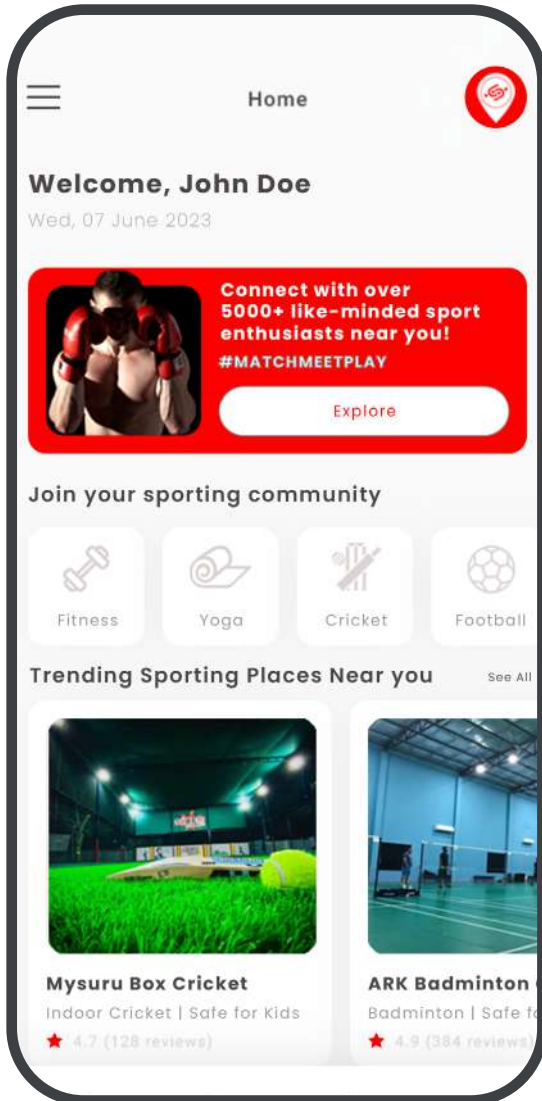 Home
Welcome, John Doe
Wed, 07 June 2023
Connect with over
5000+ like-minded sport
enthusiasts near you!
#MATCHMEETPLAY
Explore
Join your sporting community
Fitness
Yoga
Cricket
Football
Trending Sporting Places Near you
See All
Mysuru Box Cricket
Indoor Cricket | Safe for Kids
4.7 (128 reviews)
ARK Badminton
Badminton | Safe
4.9 (384 reviews)